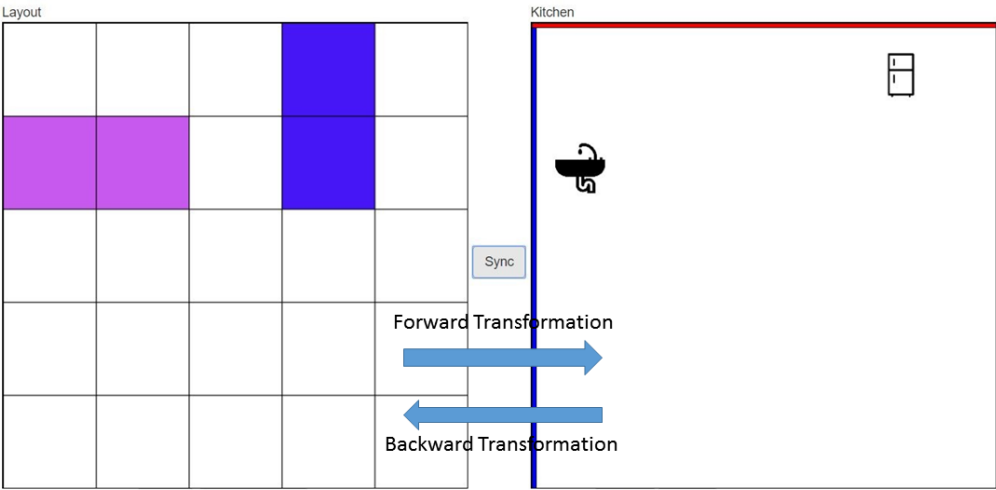 Layout
Kitchen
Sync
Forward Transformation
Backward Transformation